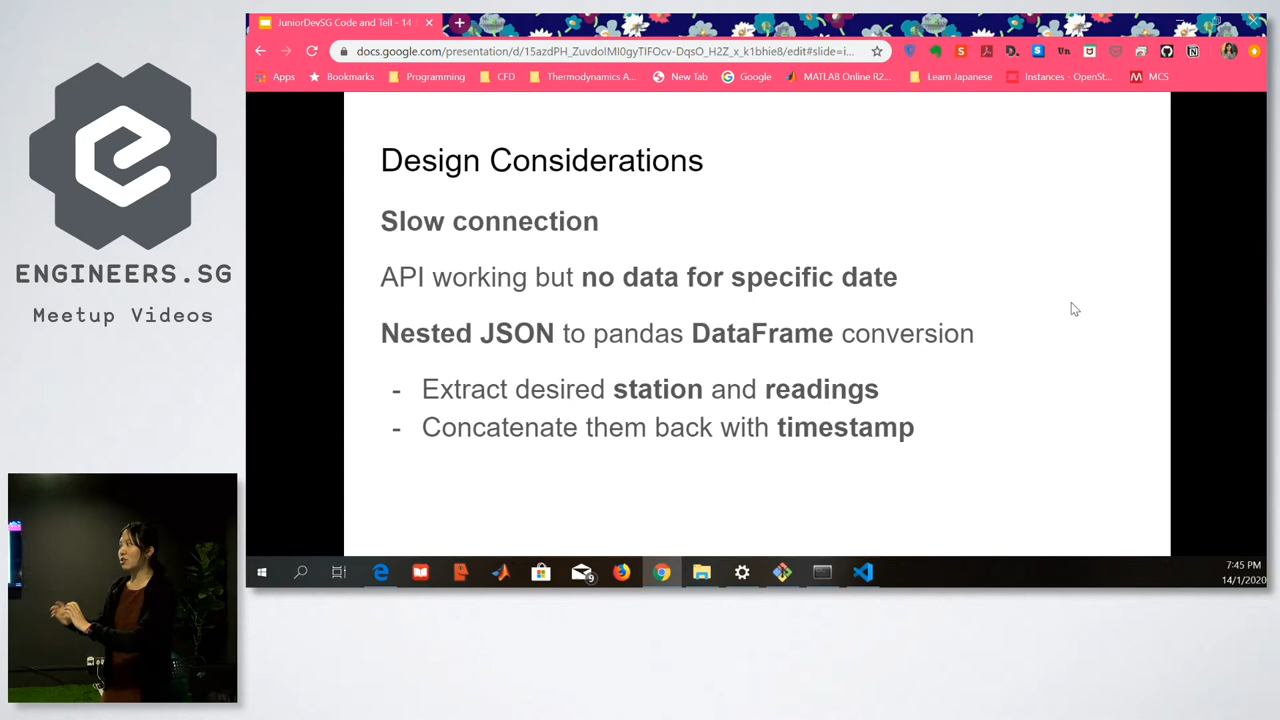 JuniorDevSG Code and Tell - 14
docs.google.com/presentation/d/15azdPH_ZuvdoIMI0gyTIFOcv-DqsO_H2Z_x_k1bhie8/edit#slide=i...
Apps Bookmarks Programming CFD Thermodynamics A... New Tab Google MATLAB Online R2... Learn Japanese Instances - OpenSt... MCS
ENGINEERS.SG
Meetup Videos
Design Considerations
Slow connection
API working but no data for specific date
Nested JSON to pandas DataFrame conversion
- Extract desired station and readings
- Concatenate them back with timestamp
9
7:45 PM
14/1/2020